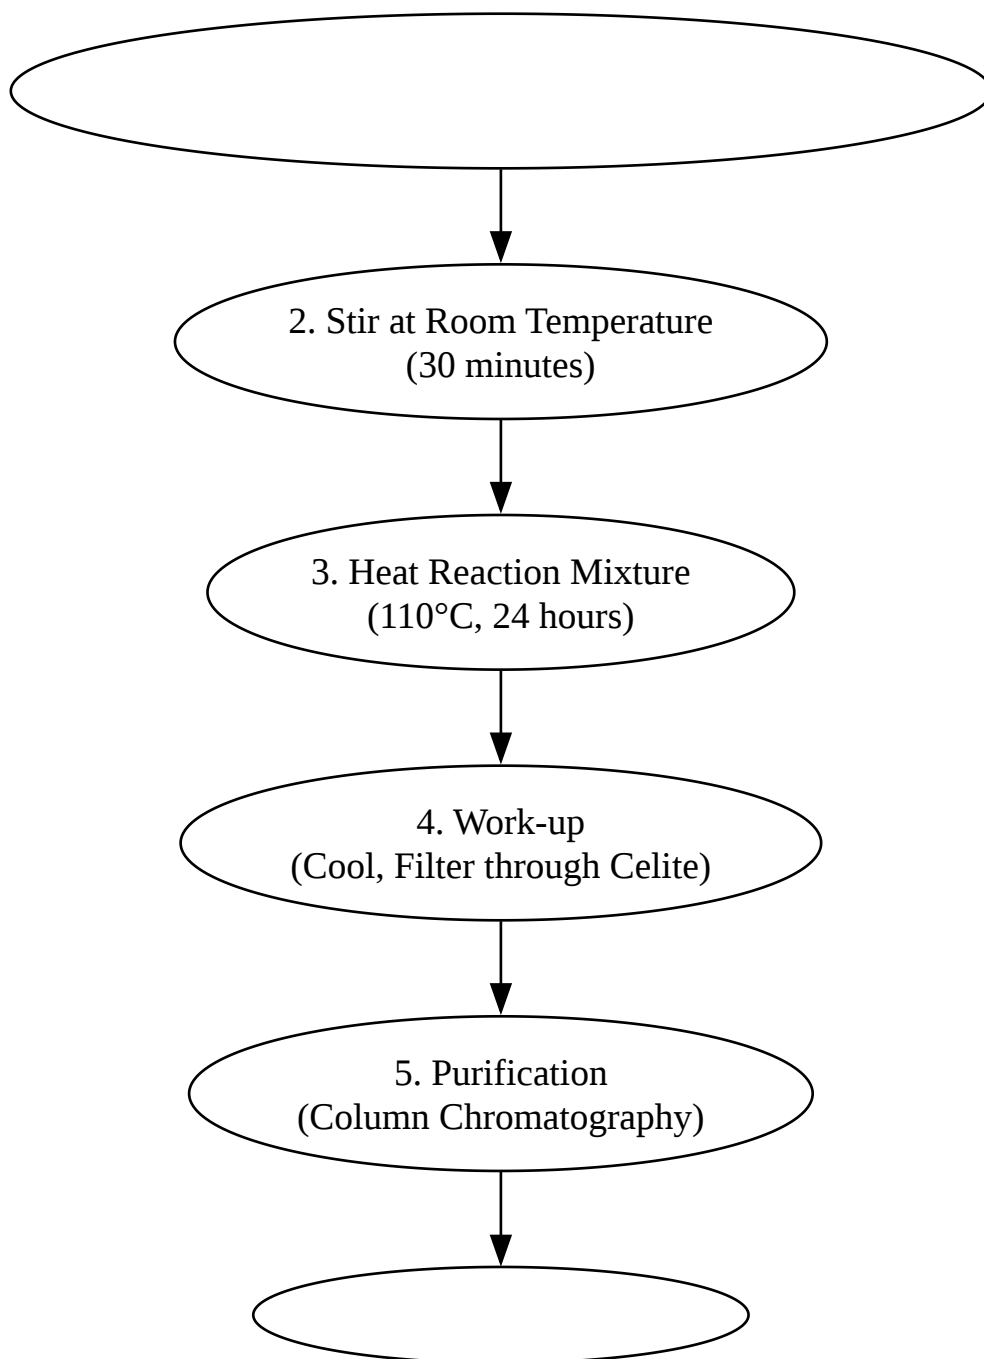 2. Stir at Room Temperature
(30 minutes)
3. Heat Reaction Mixture
(110°C, 24 hours)
4. Work-up
(Cool, Filter through Celite)
5. Purification
(Column Chromatography)